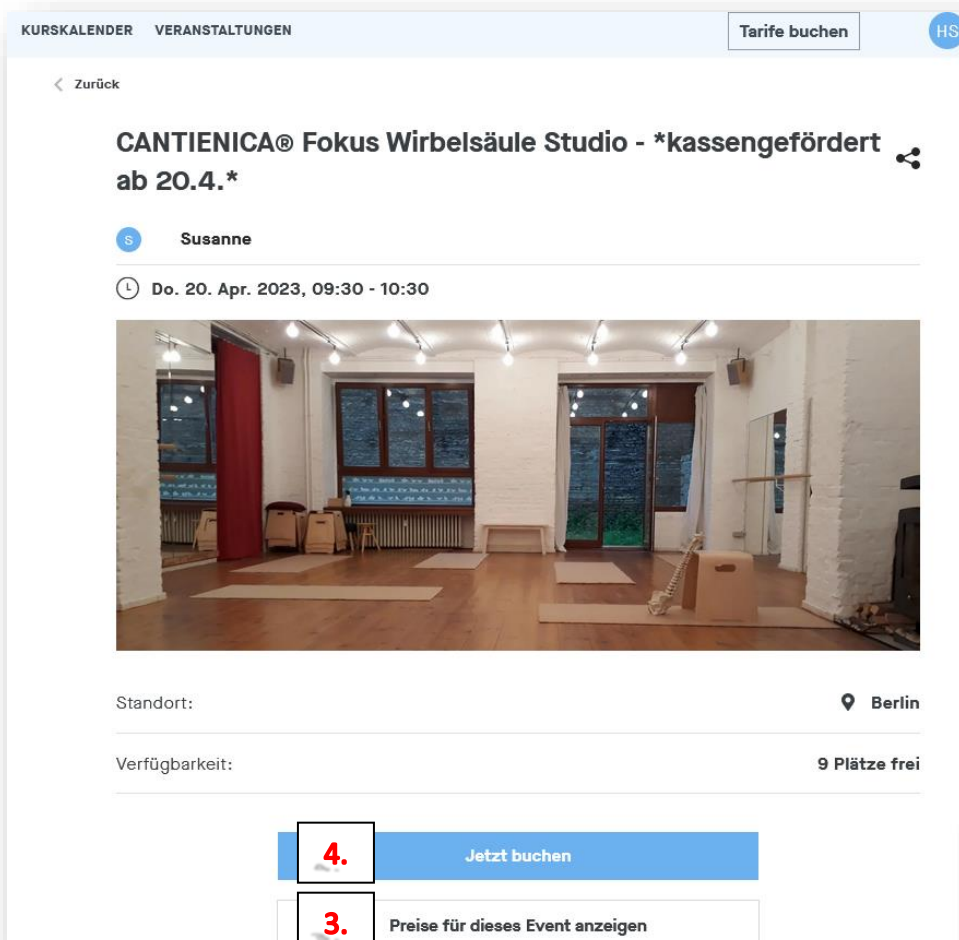 KURSKALENDER VERANSTALTUNGEN Tarife buchen HS
Zurück
CANTIENICA® Fokus Wirbelsäule Studio - *kassengefördert
ab 20.4.*
S Susanne
Do. 20. Apr. 2023, 09:30 - 10:30
Standort: Berlin
Verfügbarkeit: 9 Plätze frei
4. Jetzt buchen
3. Preise für dieses Event anzeigen